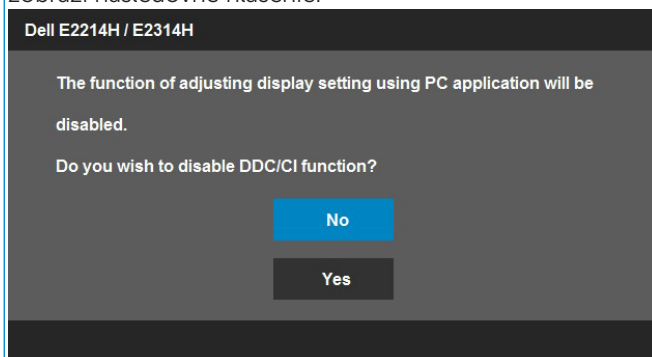 Dell E2214H / E2314H
The function of adjusting display setting using PC application will be
disabled.
Do you wish to disable DDC/CI function?
No
Yes